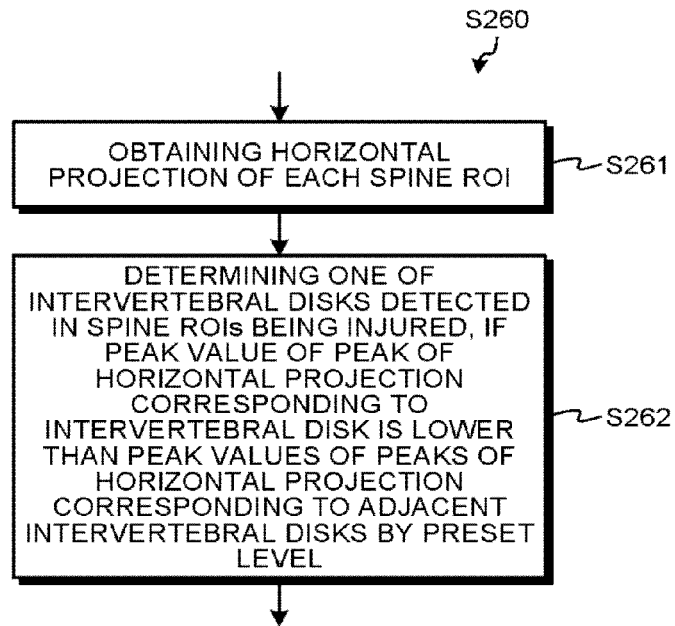 S260
OBTAINING HORIZONTAL
PROJECTION OF EACH SPINE ROI
S261
DETERMINING ONE OF
INTERVERTEBRAL DISKS DETECTED
IN SPINE ROIs BEING INJURED, IF
PEAK VALUE OF PEAK OF
HORIZONTAL PROJECTION
CORRESPONDING TO
INTERVERTEBRAL DISK IS LOWER
THAN PEAK VALUES OF PEAKS OF
HORIZONTAL PROJECTION
CORRESPONDING TO ADJACENT
INTERVERTEBRAL DISKS BY PRESET
LEVEL
S262